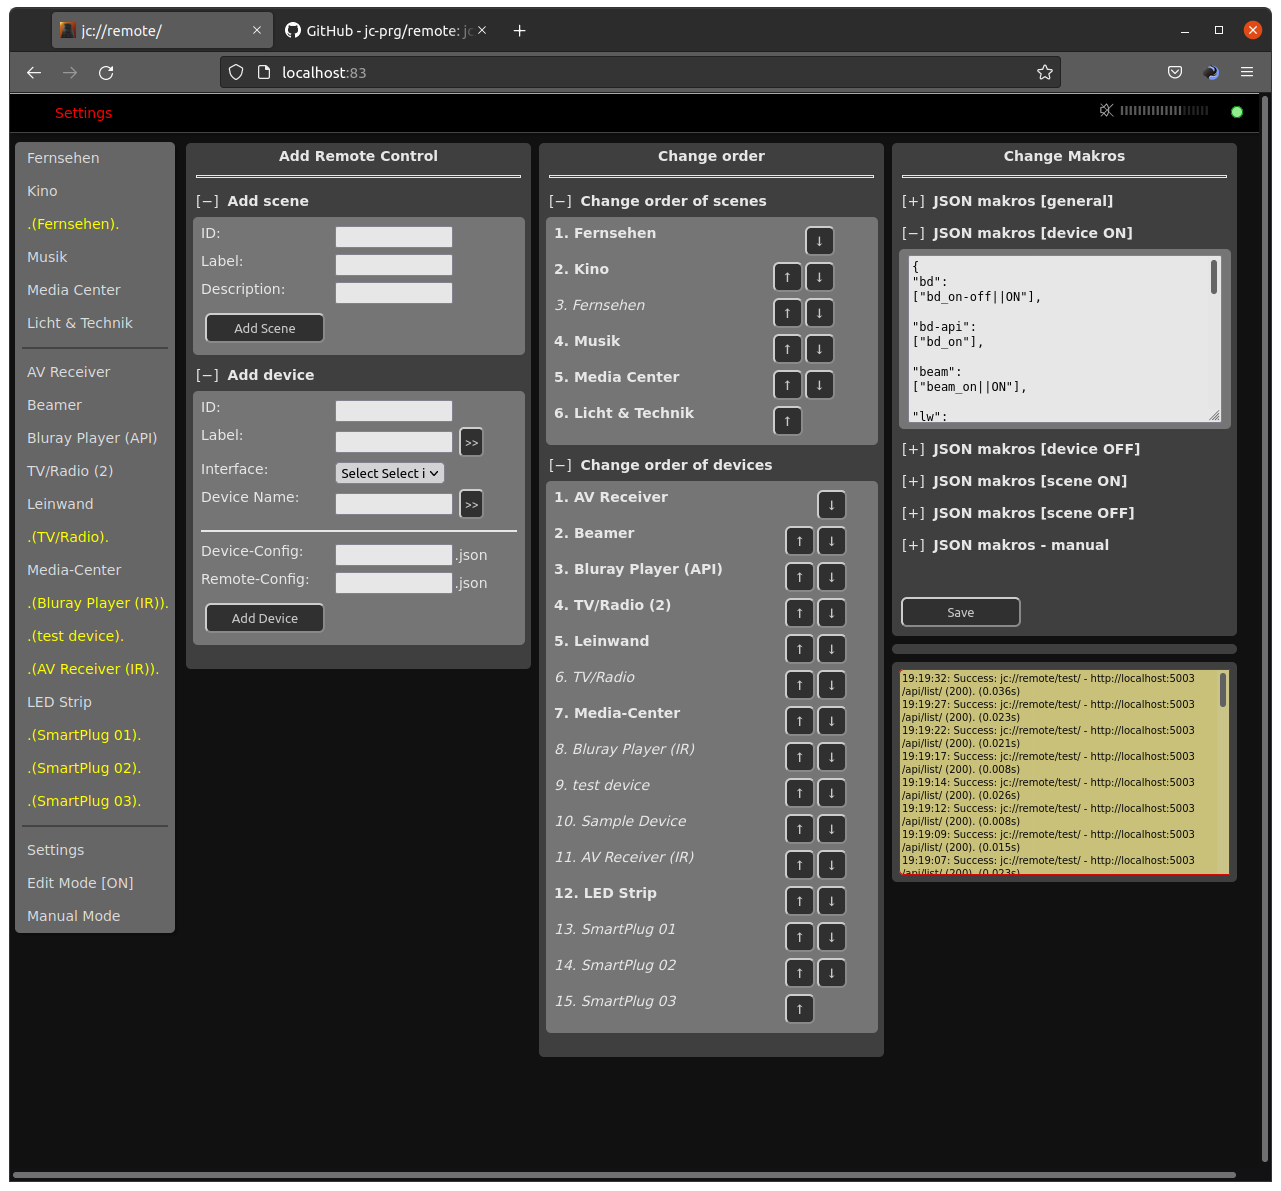 jc://remote/
GitHub - jc-prg/remote: jc
localhost:83
Settings
Fernsehen
Kino
.(Fernsehen).
Musik
Media Center
Licht & Technik
AV Receiver
Beamer
Bluray Player (API)
TV/Radio (2)
Leinwand
.(TV/Radio).
Media-Center
.(Bluray Player (IR)).
.(test device).
.(AV Receiver (IR)).
LED Strip
.(SmartPlug 01).
.(SmartPlug 02).
.(SmartPlug 03).
Settings
Edit Mode [ON]
Manual Mode
Add Remote Control
[−] Add scene
ID:
Label:
Description:
Add Scene
[−] Add device
ID:
Label:
>>
Interface:
Select Select i
Device Name:
>>
Device-Config:
.json
Remote-Config:
.json
Add Device
Change order
[−] Change order of scenes
1. Fernsehen
↓
2. Kino
↑ ↓
3. Fernsehen
↑ ↓
4. Musik
↑ ↓
5. Media Center
↑ ↓
6. Licht & Technik
↑
[−] Change order of devices
1. AV Receiver
↓
2. Beamer
↑ ↓
3. Bluray Player (API)
↑ ↓
4. TV/Radio (2)
↑ ↓
5. Leinwand
↑ ↓
6. TV/Radio
↑ ↓
7. Media-Center
↑ ↓
8. Bluray Player (IR)
↑ ↓
9. test device
↑ ↓
10. Sample Device
↑ ↓
11. AV Receiver (IR)
↑ ↓
12. LED Strip
↑ ↓
13. SmartPlug 01
↑ ↓
14. SmartPlug 02
↑ ↓
15. SmartPlug 03
↑
Change Makros
[+] JSON makros [general]
[−] JSON makros [device ON]
{
"bd":
["bd_on-off||ON"],
"bd-api":
["bd_on"],
"beam":
["beam_on||ON"],
"lw":
[+] JSON makros [device OFF]
[+] JSON makros [scene ON]
[+] JSON makros [scene OFF]
[+] JSON makros - manual
Save
19:19:32: Success: jc://remote/test/ - http://localhost:5003
/api/list/ (200). (0.036s)
19:19:27: Success: jc://remote/test/ - http://localhost:5003
/api/list/ (200). (0.023s)
19:19:22: Success: jc://remote/test/ - http://localhost:5003
/api/list/ (200). (0.021s)
19:19:17: Success: jc://remote/test/ - http://localhost:5003
/api/list/ (200). (0.008s)
19:19:14: Success: jc://remote/test/ - http://localhost:5003
/api/list/ (200). (0.026s)
19:19:12: Success: jc://remote/test/ - http://localhost:5003
/api/list/ (200). (0.008s)
19:19:09: Success: jc://remote/test/ - http://localhost:5003
/api/list/ (200). (0.015s)
19:19:07: Success: jc://remote/test/ - http://localhost:5003
/api/list/ (200). (0.023s)